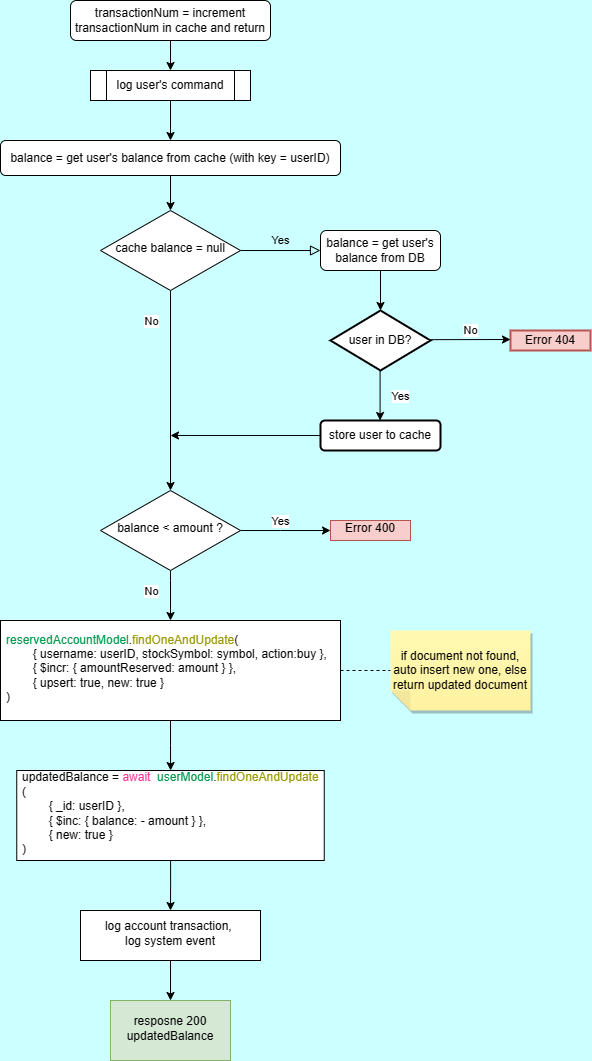 transactionNum = increment
transactionNum in cache and return
log user's command
balance = get user's balance from cache (with key = userID)
cache balance = null
Yes
balance = get user's
balance from DB
No
user in DB?
No
Error 404
Yes
store user to cache
balance < amount ?
Yes
Error 400
No
reservedAccountModel.findOneAndUpdate(
{ username: userID, stockSymbol: symbol, action:buy },
{ $incr: { amountReserved: amount } },
{ upsert: true, new: true }
)
if document not found,
auto insert new one, else
return updated document
updatedBalance = await userModel.findOneAndUpdate
(
{ _id: userID },
{ $inc: { balance: - amount } },
{ new: true }
)
log account transaction,
log system event
resposne 200
updatedBalance